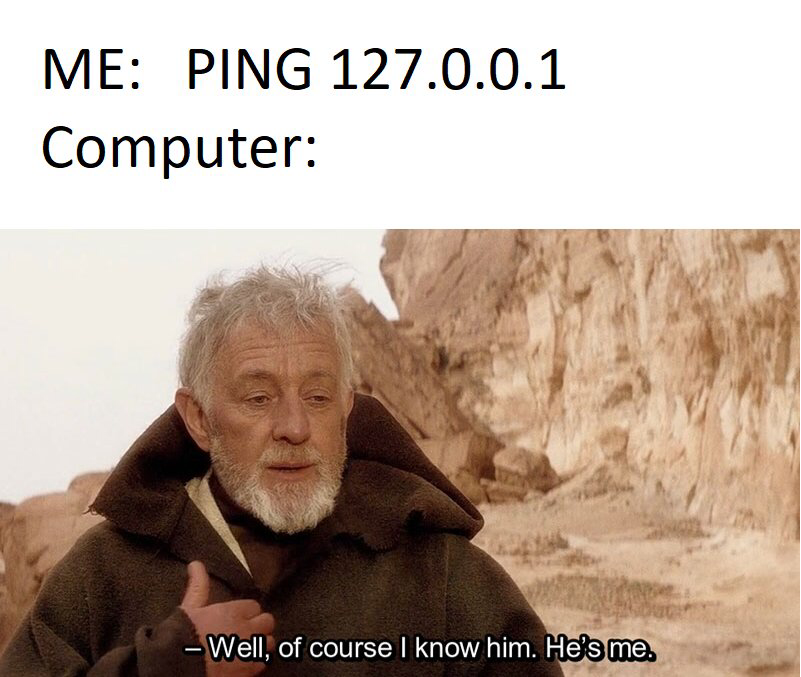 ME: PING 127.0.0.1
Computer:
– Well, of course I know him. He's me.